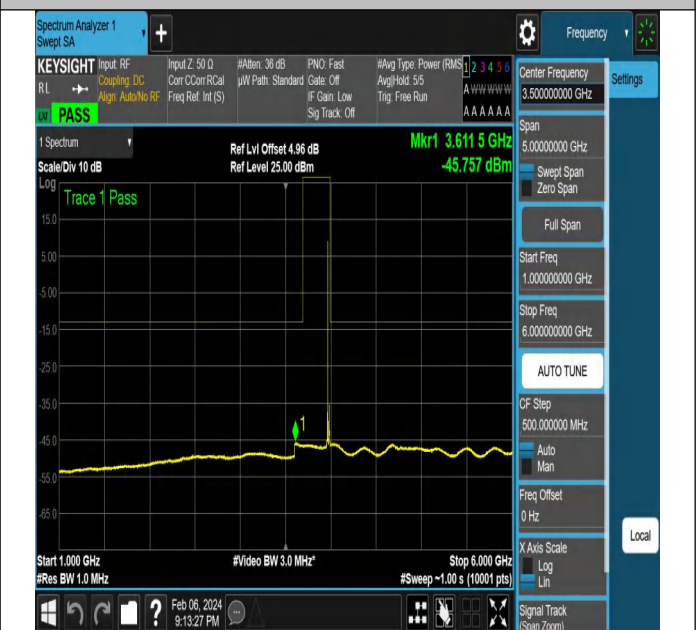 Spectrum Analyzer 1
Swept SA
+
Frequency
KEYSIGHT
Input: RF
Coupling: DC
Align: Auto/No RF
Input Z: 50 Ω
Corr CCorr RCal
Freq Ref: Int (S)
#Atten: 36 dB
µW Path: Standard
PNO: Fast
Gate: Off
IF Gain: Low
Sig Track: Off
#Avg Type: Power (RMS
Avg|Hold: 5/5
Trig: Free Run
1 2 3 4 5 6
A W W W W W
A A A A A A
RL
PASS
1 Spectrum
Scale/Div 10 dB
Ref Lvl Offset 4.96 dB
Ref Level 25.00 dBm
Mkr1 3.611 5 GHz
-45.757 dBm
Log
Trace 1 Pass
15.0
5.00
-5.00
-15.0
-25.0
-35.0
-45.0
-55.0
-65.0
1
Start 1.000 GHz
#Res BW 1.0 MHz
#Video BW 3.0 MHz*
Stop 6.000 GHz
#Sweep ~1.00 s (10001 pts)
Center Frequency
3.500000000 GHz
Settings
Span
5.00000000 GHz
Swept Span
Zero Span
Full Span
Start Freq
1.000000000 GHz
Stop Freq
6.000000000 GHz
AUTO TUNE
CF Step
500.000000 MHz
Auto
Man
Freq Offset
0 Hz
Local
X Axis Scale
Log
Lin
Signal Track
(Span Zoom)
?
Feb 06, 2024
9:13:27 PM